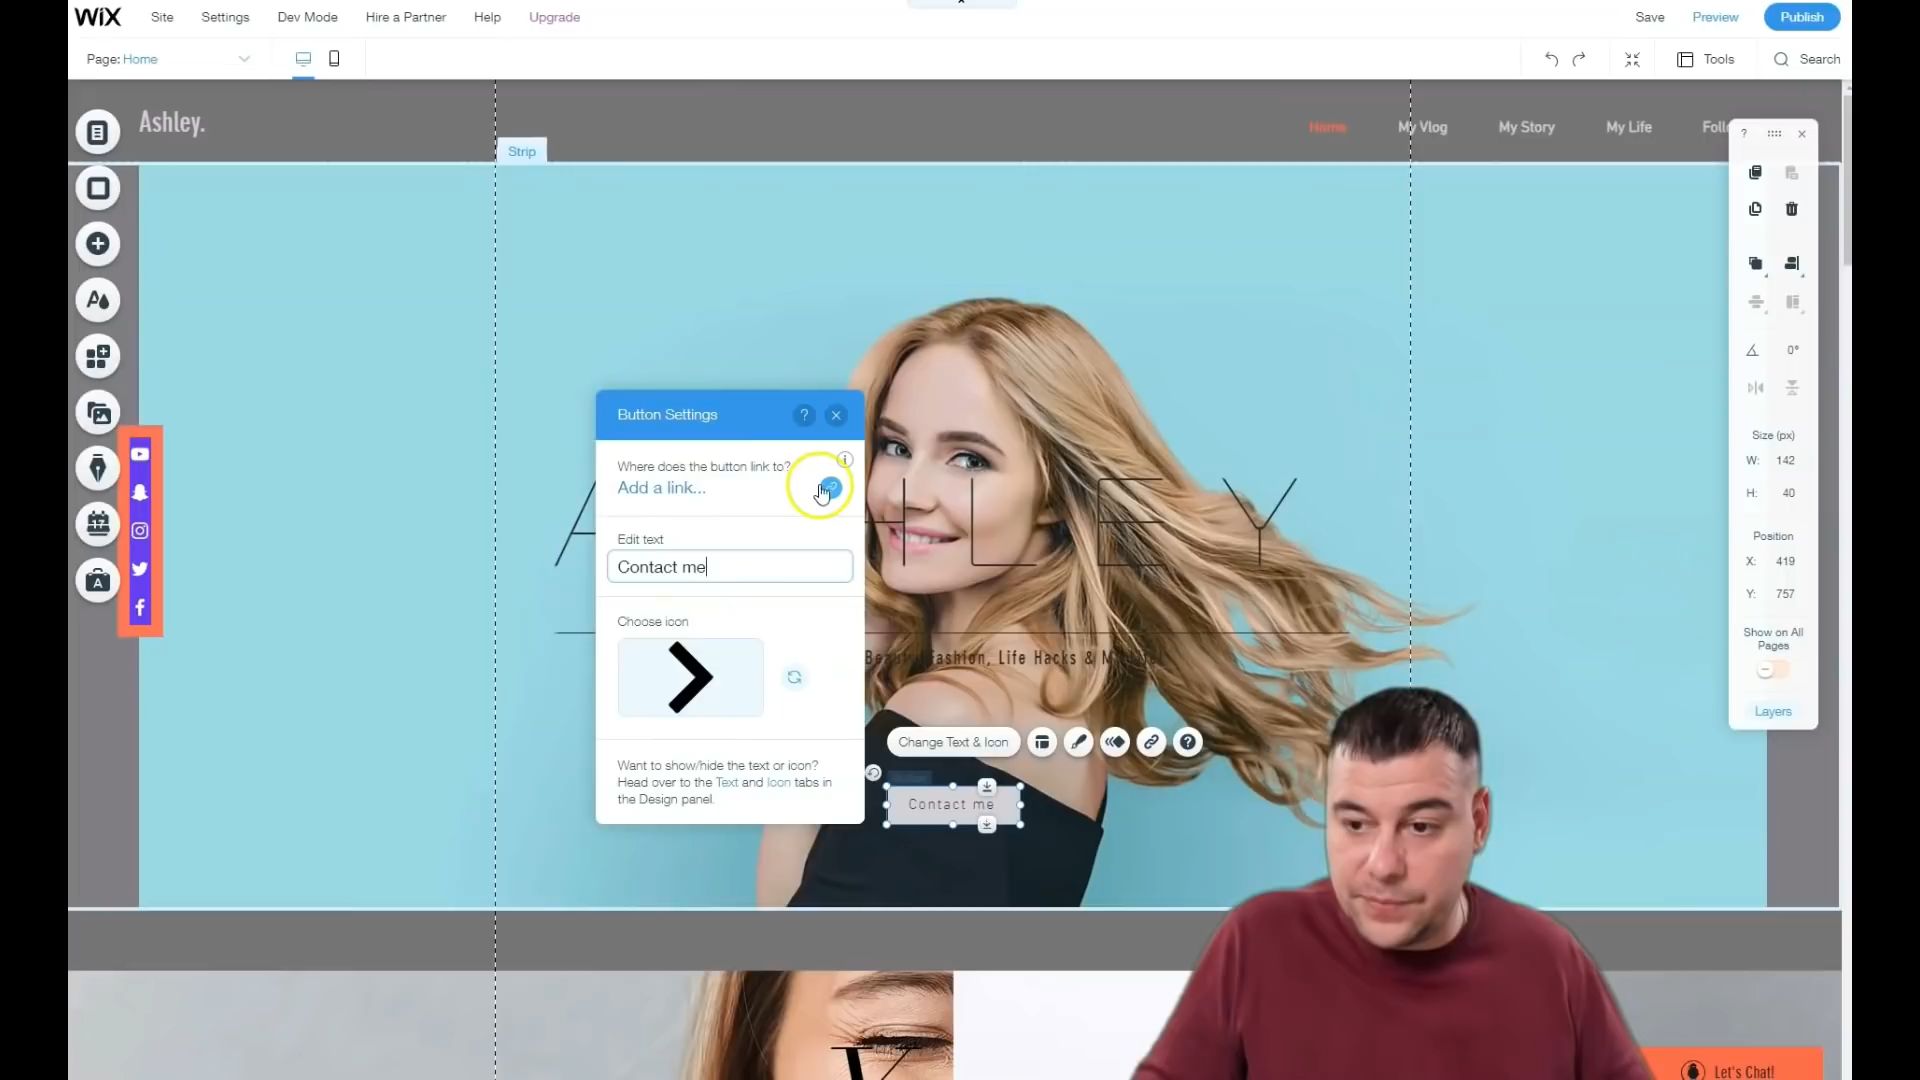 WiX Site Settings Dev Mode Hire a Partner Help Upgrade Save Preview Publish
Page: Home Tools Search
Ashley. Home My Vlog My Story My Life
Strip
Button Settings ?
Where does the button link to?
Add a link...
Edit text
Contact me
Choose icon
Want to show/hide the text or icon?
Head over to the Text and Icon tabs in
the Design panel.
Fashion, Life Hacks &
Change Text & Icon
Contact me
?
0°
Size (px)
W: 142
H: 40
Position
X: 419
Y: 757
Show on All
Pages
Layers
17
A
Let's Chat!